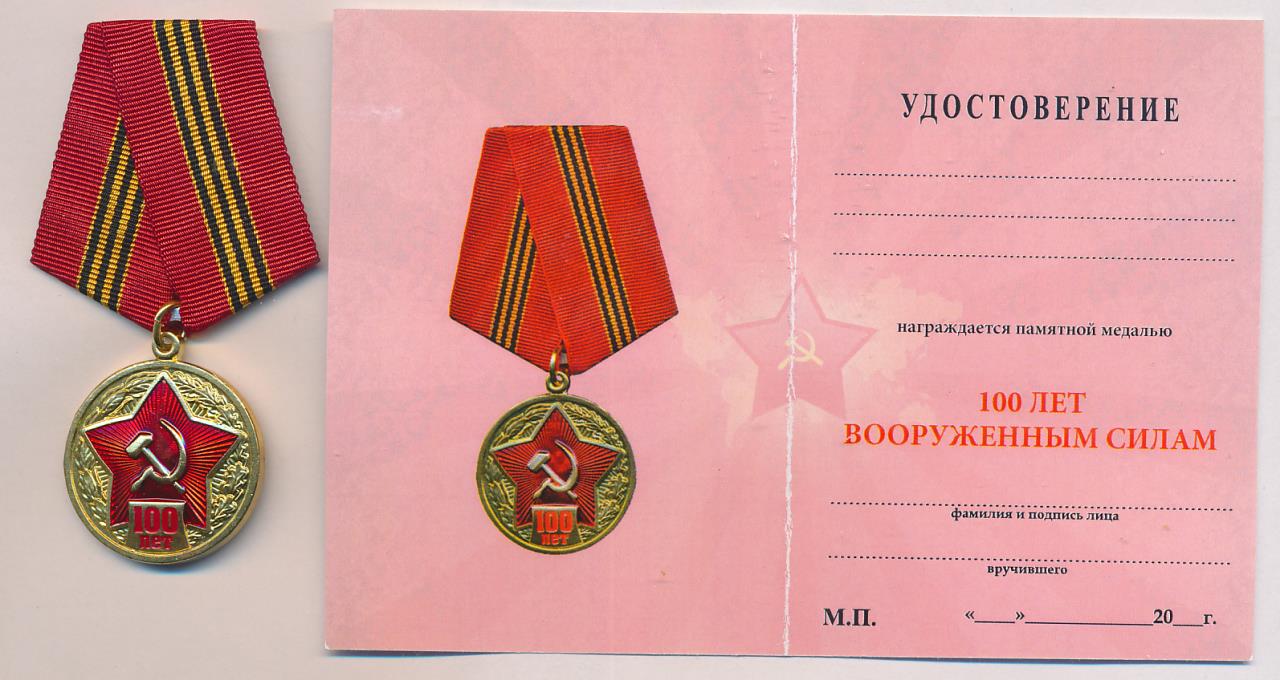 100
лет
100
лет
УДОСТОВЕРЕНИЕ
награждается памятной медалью
100 ЛЕТ
ВООРУЖЕННЫМ СИЛАМ
фамилия и подпись лица
вручившего
М.П. «____»____________20___г.